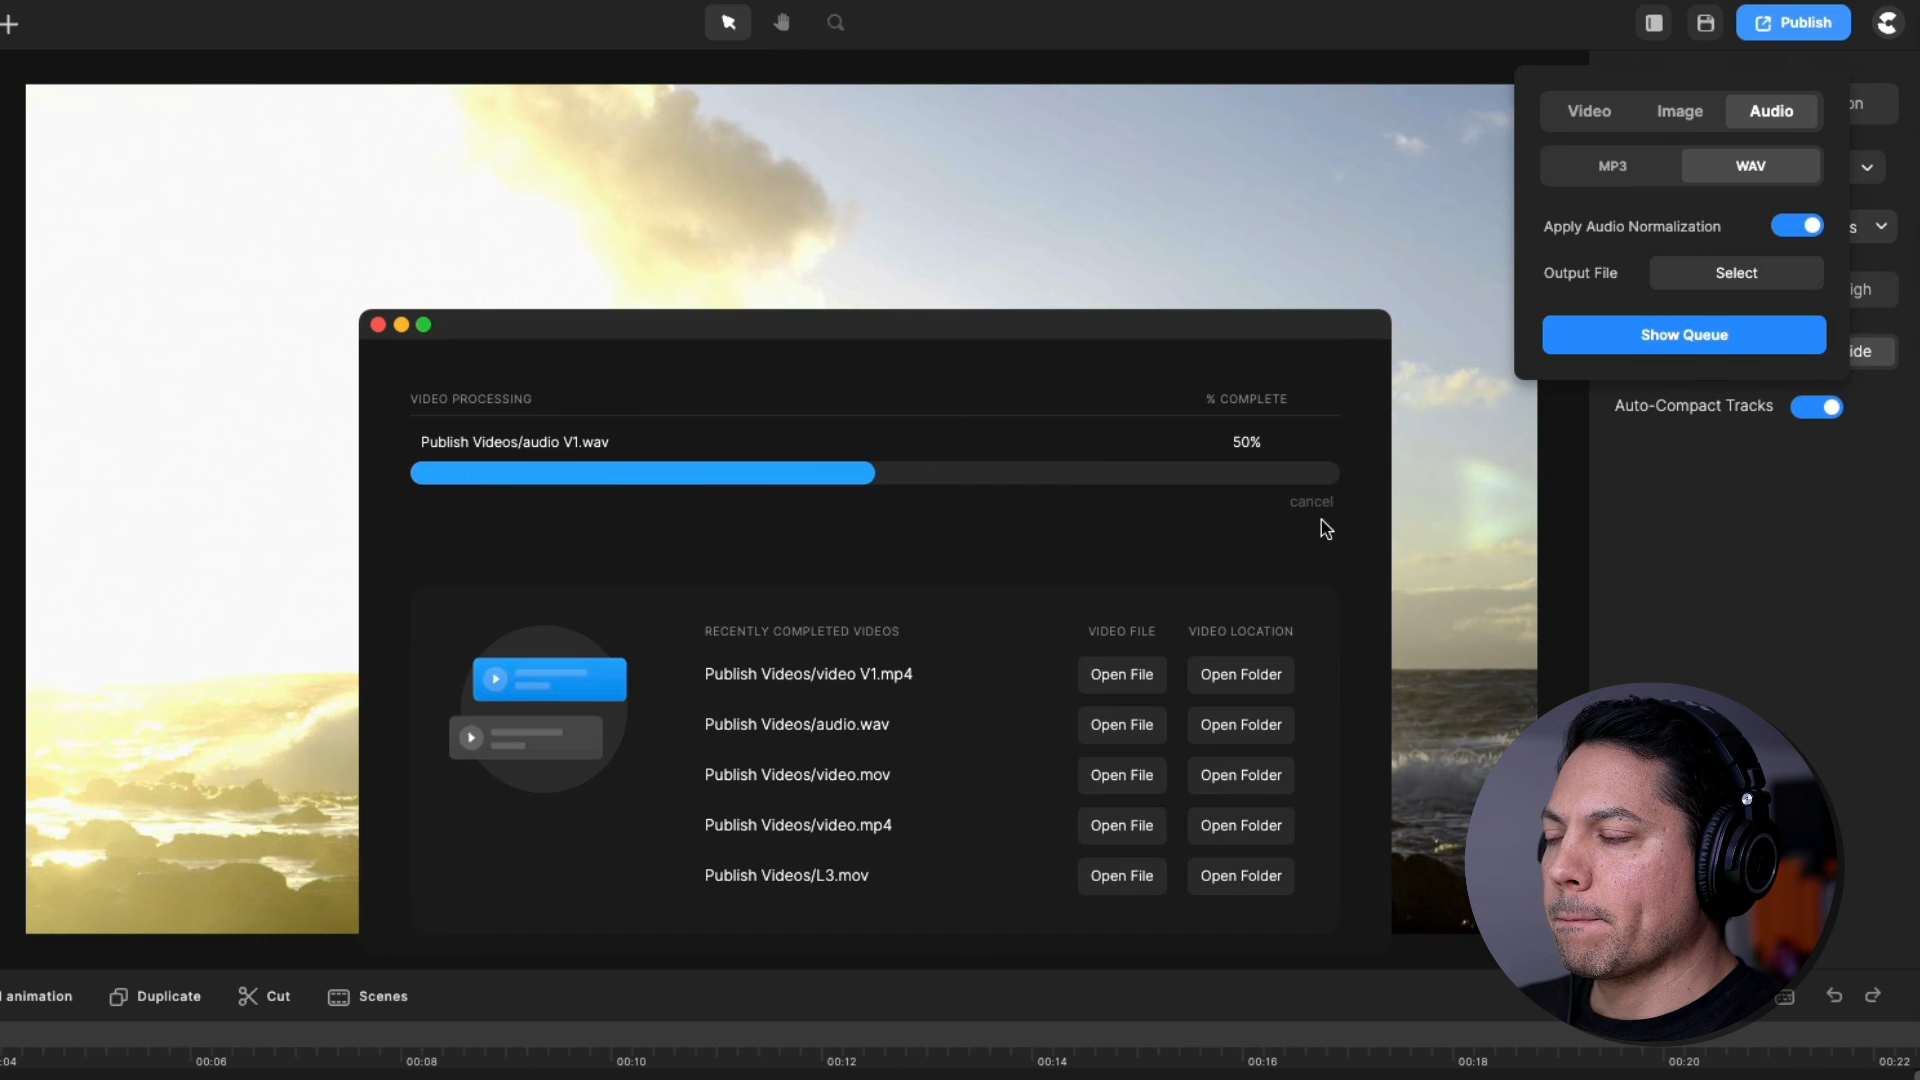 Publish
Video Image Audio
on
MP3 WAV
Apply Audio Normalization
s
Output File Select
igh
Show Queue
ide
Auto-Compact Tracks
VIDEO PROCESSING % COMPLETE
Publish Videos/audio V1.wav 50%
cancel
RECENTLY COMPLETED VIDEOS VIDEO FILE VIDEO LOCATION
Publish Videos/video V1.mp4 Open File Open Folder
Publish Videos/audio.wav Open File Open Folder
Publish Videos/video.mov Open File Open Folder
Publish Videos/video.mp4 Open File Open Folder
Publish Videos/L3.mov Open File Open Folder
animation Duplicate Cut Scenes
:04 00:06 00:08 00:10 00:12 00:14 00:16 00:18 00:20 00:22